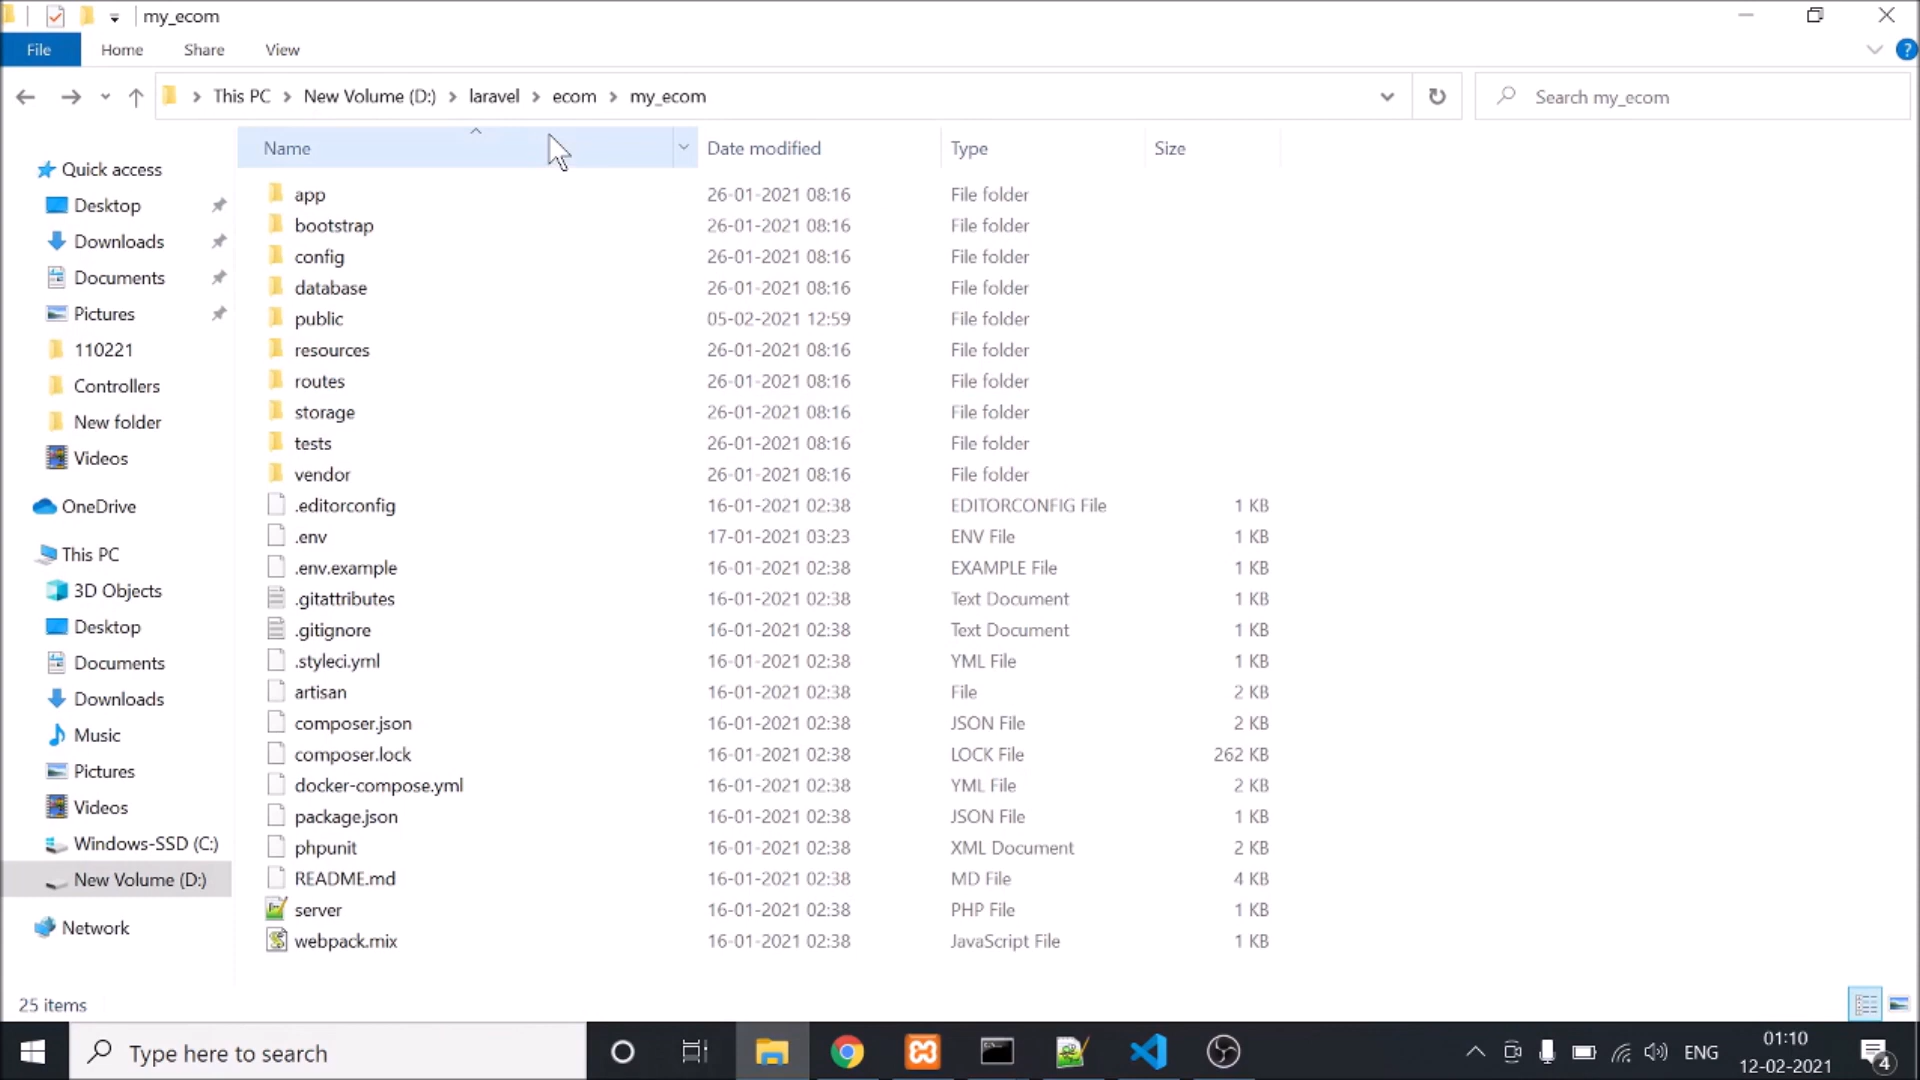 my_ecom
File Home Share View
This PC New Volume (D:) laravel ecom my_ecom Search my_ecom
Name Date modified Type Size
Quick access
Desktop
Downloads
Documents
Pictures
110221
Controllers
New folder
Videos
OneDrive
This PC
3D Objects
Desktop
Documents
Downloads
Music
Pictures
Videos
Windows-SSD (C:)
New Volume (D:)
Network
app 26-01-2021 08:16 File folder
bootstrap 26-01-2021 08:16 File folder
config 26-01-2021 08:16 File folder
database 26-01-2021 08:16 File folder
public 05-02-2021 12:59 File folder
resources 26-01-2021 08:16 File folder
routes 26-01-2021 08:16 File folder
storage 26-01-2021 08:16 File folder
tests 26-01-2021 08:16 File folder
vendor 26-01-2021 08:16 File folder
.editorconfig 16-01-2021 02:38 EDITORCONFIG File 1 KB
.env 17-01-2021 03:23 ENV File 1 KB
.env.example 16-01-2021 02:38 EXAMPLE File 1 KB
.gitattributes 16-01-2021 02:38 Text Document 1 KB
.gitignore 16-01-2021 02:38 Text Document 1 KB
.styleci.yml 16-01-2021 02:38 YML File 1 KB
artisan 16-01-2021 02:38 File 2 KB
composer.json 16-01-2021 02:38 JSON File 2 KB
composer.lock 16-01-2021 02:38 LOCK File 262 KB
docker-compose.yml 16-01-2021 02:38 YML File 2 KB
package.json 16-01-2021 02:38 JSON File 1 KB
phpunit 16-01-2021 02:38 XML Document 2 KB
README.md 16-01-2021 02:38 MD File 4 KB
server 16-01-2021 02:38 PHP File 1 KB
webpack.mix 16-01-2021 02:38 JavaScript File 1 KB
25 items
Type here to search
ENG
01:10
12-02-2021
4